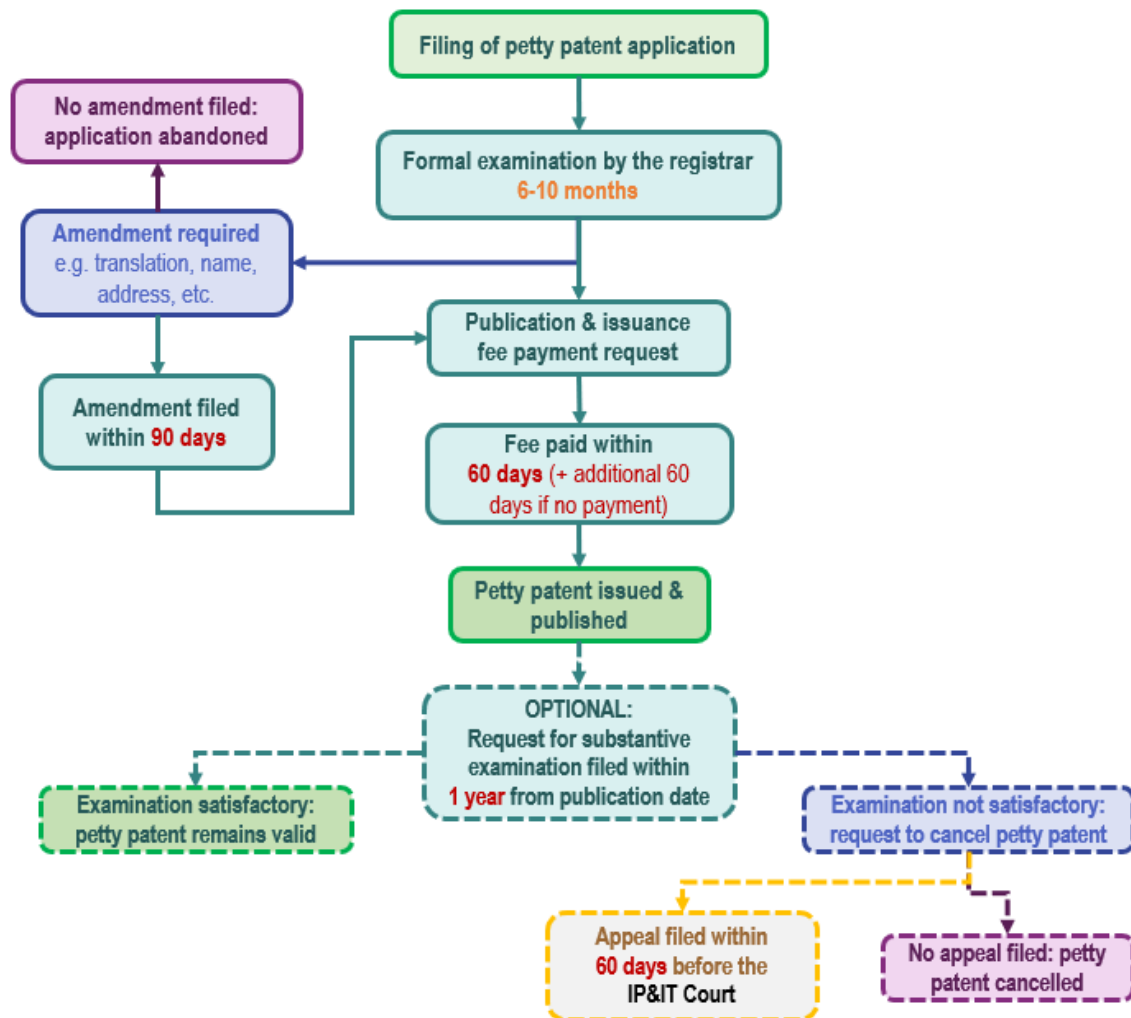 Filing of petty patent application
No amendment filed:
application abandoned
Formal examination by the registrar
6-10 months
Amendment required
e.g. translation, name,
address, etc.
Publication & issuance
fee payment request
Amendment filed
within 90 days
Fee paid within
60 days (+ additional 60
days if no payment)
Petty patent issued &
published
OPTIONAL:
Request for substantive
examination filed within
1 year from publication date
Examination satisfactory:
petty patent remains valid
Examination not satisfactory:
request to cancel petty patent
Appeal filed within
60 days before the
IP&IT Court
No appeal filed: petty
patent cancelled